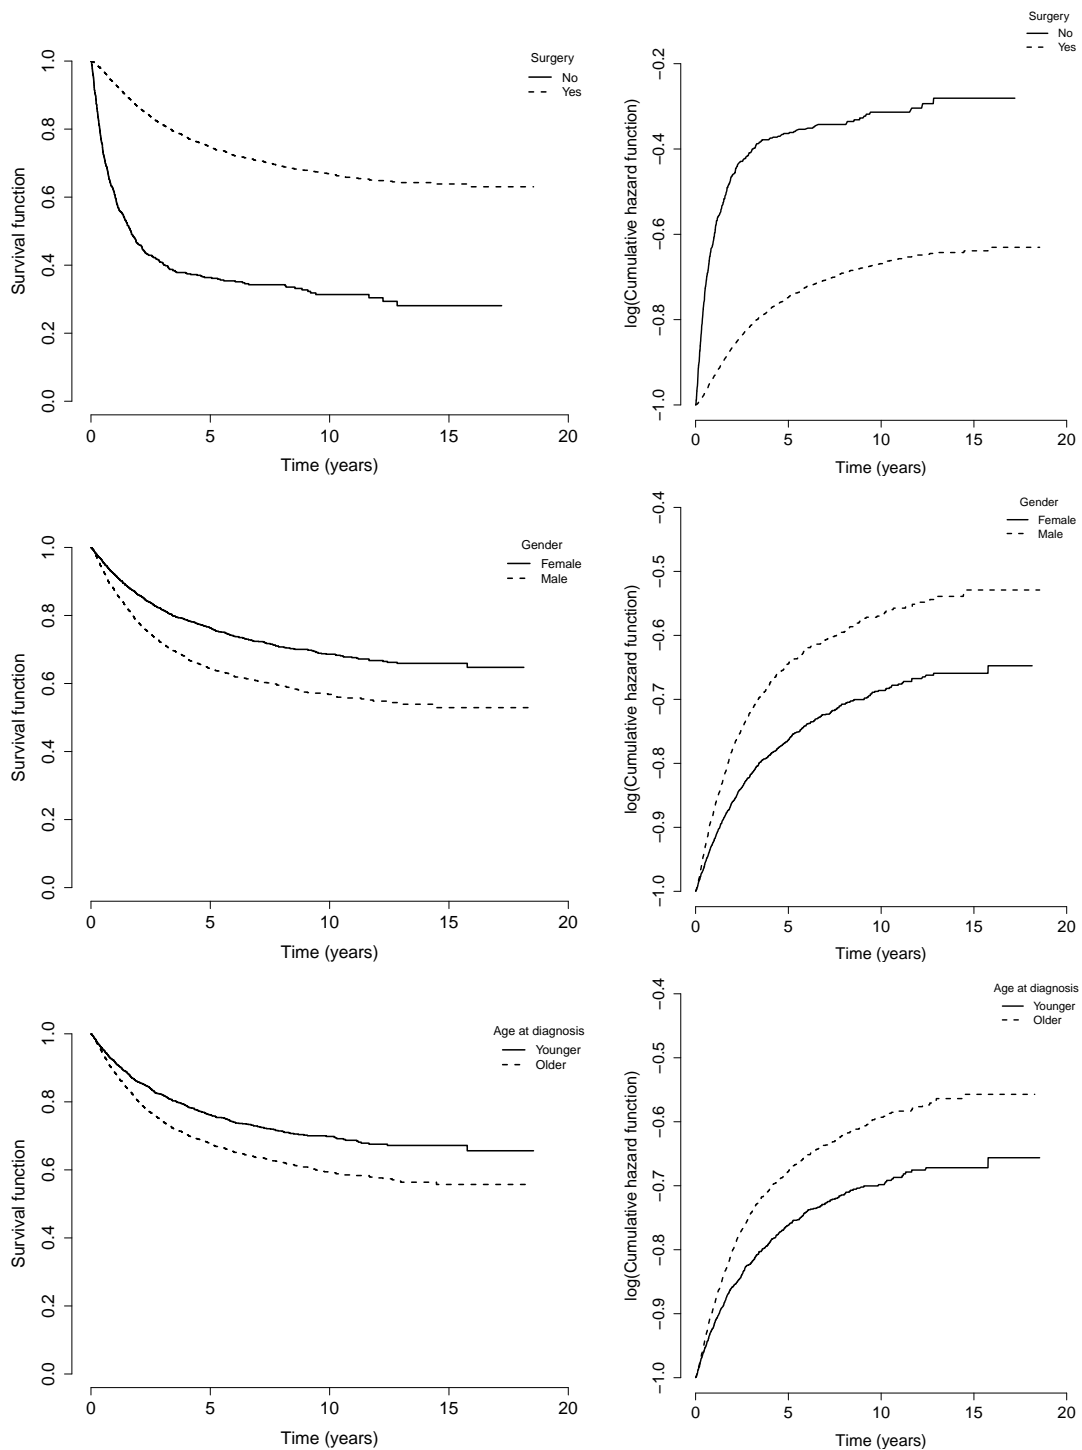 Surgery
No
Yes
Survival function
1.0
0.8
0.6
0.4
0.2
0.0
0 5 10 15 20
Time (years)
Surgery
No
Yes
log(Cumulative hazard function)
−0.2
−0.4
−0.6
−0.8
−1.0
0 5 10 15 20
Time (years)
Gender
Female
Male
Survival function
1.0
0.8
0.6
0.4
0.2
0.0
0 5 10 15 20
Time (years)
Gender
Female
Male
log(Cumulative hazard function)
−0.4
−0.5
−0.6
−0.7
−0.8
−0.9
−1.0
0 5 10 15 20
Time (years)
Age at diagnosis
Younger
Older
Survival function
1.0
0.8
0.6
0.4
0.2
0.0
0 5 10 15 20
Time (years)
Age at diagnosis
Younger
Older
log(Cumulative hazard function)
−0.4
−0.5
−0.6
−0.7
−0.8
−0.9
−1.0
0 5 10 15 20
Time (years)